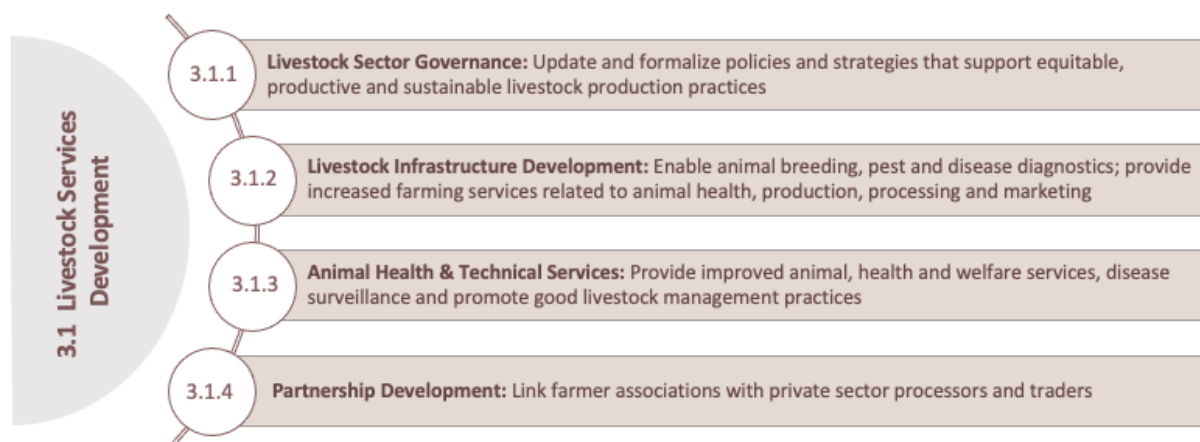 3.1 Livestock Services
Development
3.1.1
Livestock Sector Governance: Update and formalize policies and strategies that support equitable,
productive and sustainable livestock production practices
3.1.2
Livestock Infrastructure Development: Enable animal breeding, pest and disease diagnostics; provide
increased farming services related to animal health, production, processing and marketing
3.1.3
Animal Health & Technical Services: Provide improved animal, health and welfare services, disease
surveillance and promote good livestock management practices
3.1.4
Partnership Development: Link farmer associations with private sector processors and traders